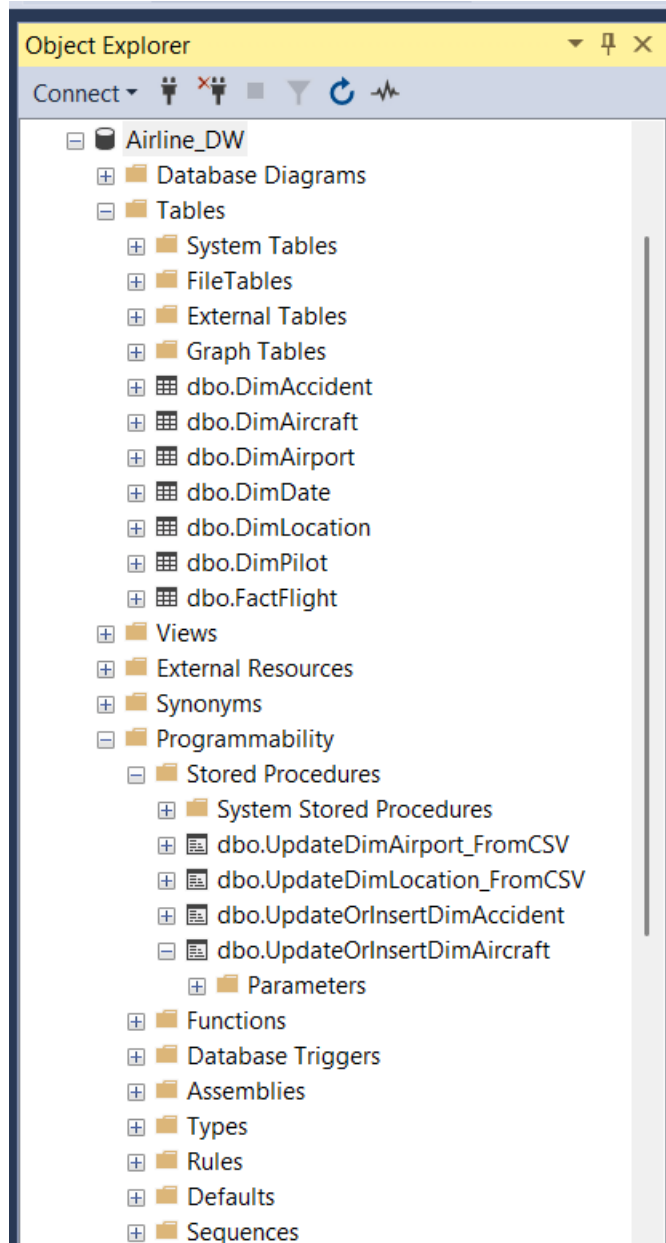 Object Explorer
Connect
Airline_DW
Database Diagrams
Tables
System Tables
FileTables
External Tables
Graph Tables
dbo.DimAccident
dbo.DimAircraft
dbo.DimAirport
dbo.DimDate
dbo.DimLocation
dbo.DimPilot
dbo.FactFlight
Views
External Resources
Synonyms
Programmability
Stored Procedures
System Stored Procedures
dbo.UpdateDimAirport_FromCSV
dbo.UpdateDimLocation_FromCSV
dbo.UpdateOrInsertDimAccident
dbo.UpdateOrInsertDimAircraft
Parameters
Functions
Database Triggers
Assemblies
Types
Rules
Defaults
Sequences